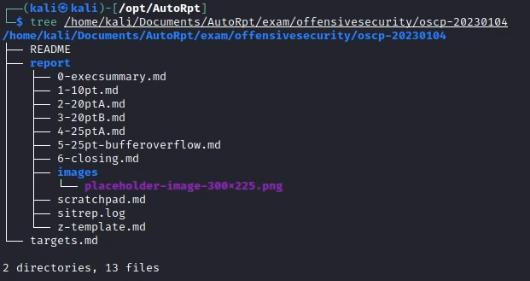 ┌──(kali㉿kali)-[/opt/AutoRpt]
└─$ tree /home/kali/Documents/AutoRpt/exam/offensivesecurity/oscp-20230104
/home/kali/Documents/AutoRpt/exam/offensivesecurity/oscp-20230104
├── README
├── report
│   ├── 0-execsummary.md
│   ├── 1-10pt.md
│   ├── 2-20ptA.md
│   ├── 3-20ptB.md
│   ├── 4-25ptA.md
│   ├── 5-25pt-bufferoverflow.md
│   ├── 6-closing.md
│   ├── images
│   │   └── placeholder-image-300×225.png
│   ├── scratchpad.md
│   ├── sitrep.log
│   └── z-template.md
└── targets.md
2 directories, 13 files